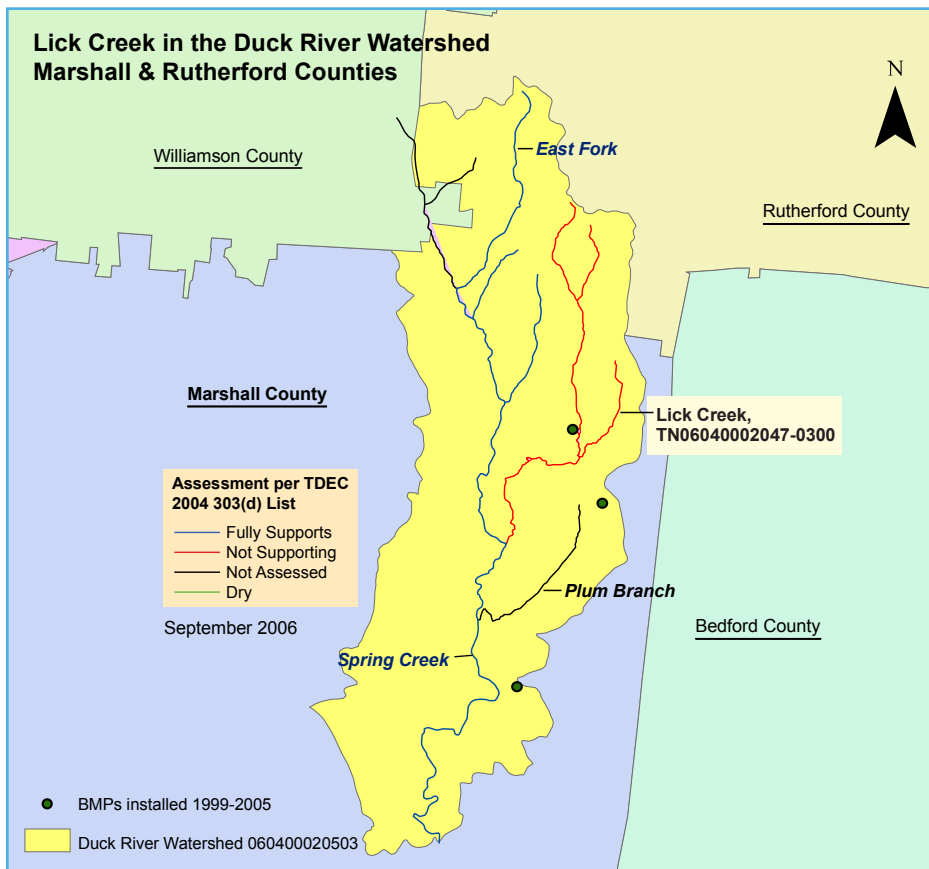 Lick Creek in the Duck River Watershed
Marshall & Rutherford Counties
N
Williamson County
East Fork
Rutherford County
Marshall County
Lick Creek,
TN06040002047-0300
Assessment per TDEC
2004 303(d) List
Fully Supports
Not Supporting
Not Assessed
Dry
Plum Branch
September 2006
Bedford County
Spring Creek
BMPs installed 1999-2005
Duck River Watershed 060400020503